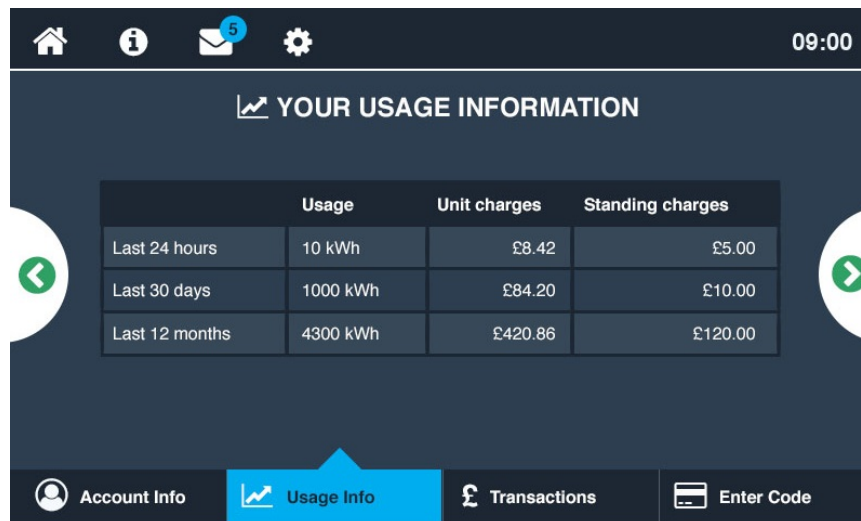 5
09:00
YOUR USAGE INFORMATION
Usage Unit charges Standing charges
Last 24 hours 10 kWh £8.42 £5.00
Last 30 days 1000 kWh £84.20 £10.00
Last 12 months 4300 kWh £420.86 £120.00
Account Info Usage Info £ Transactions Enter Code